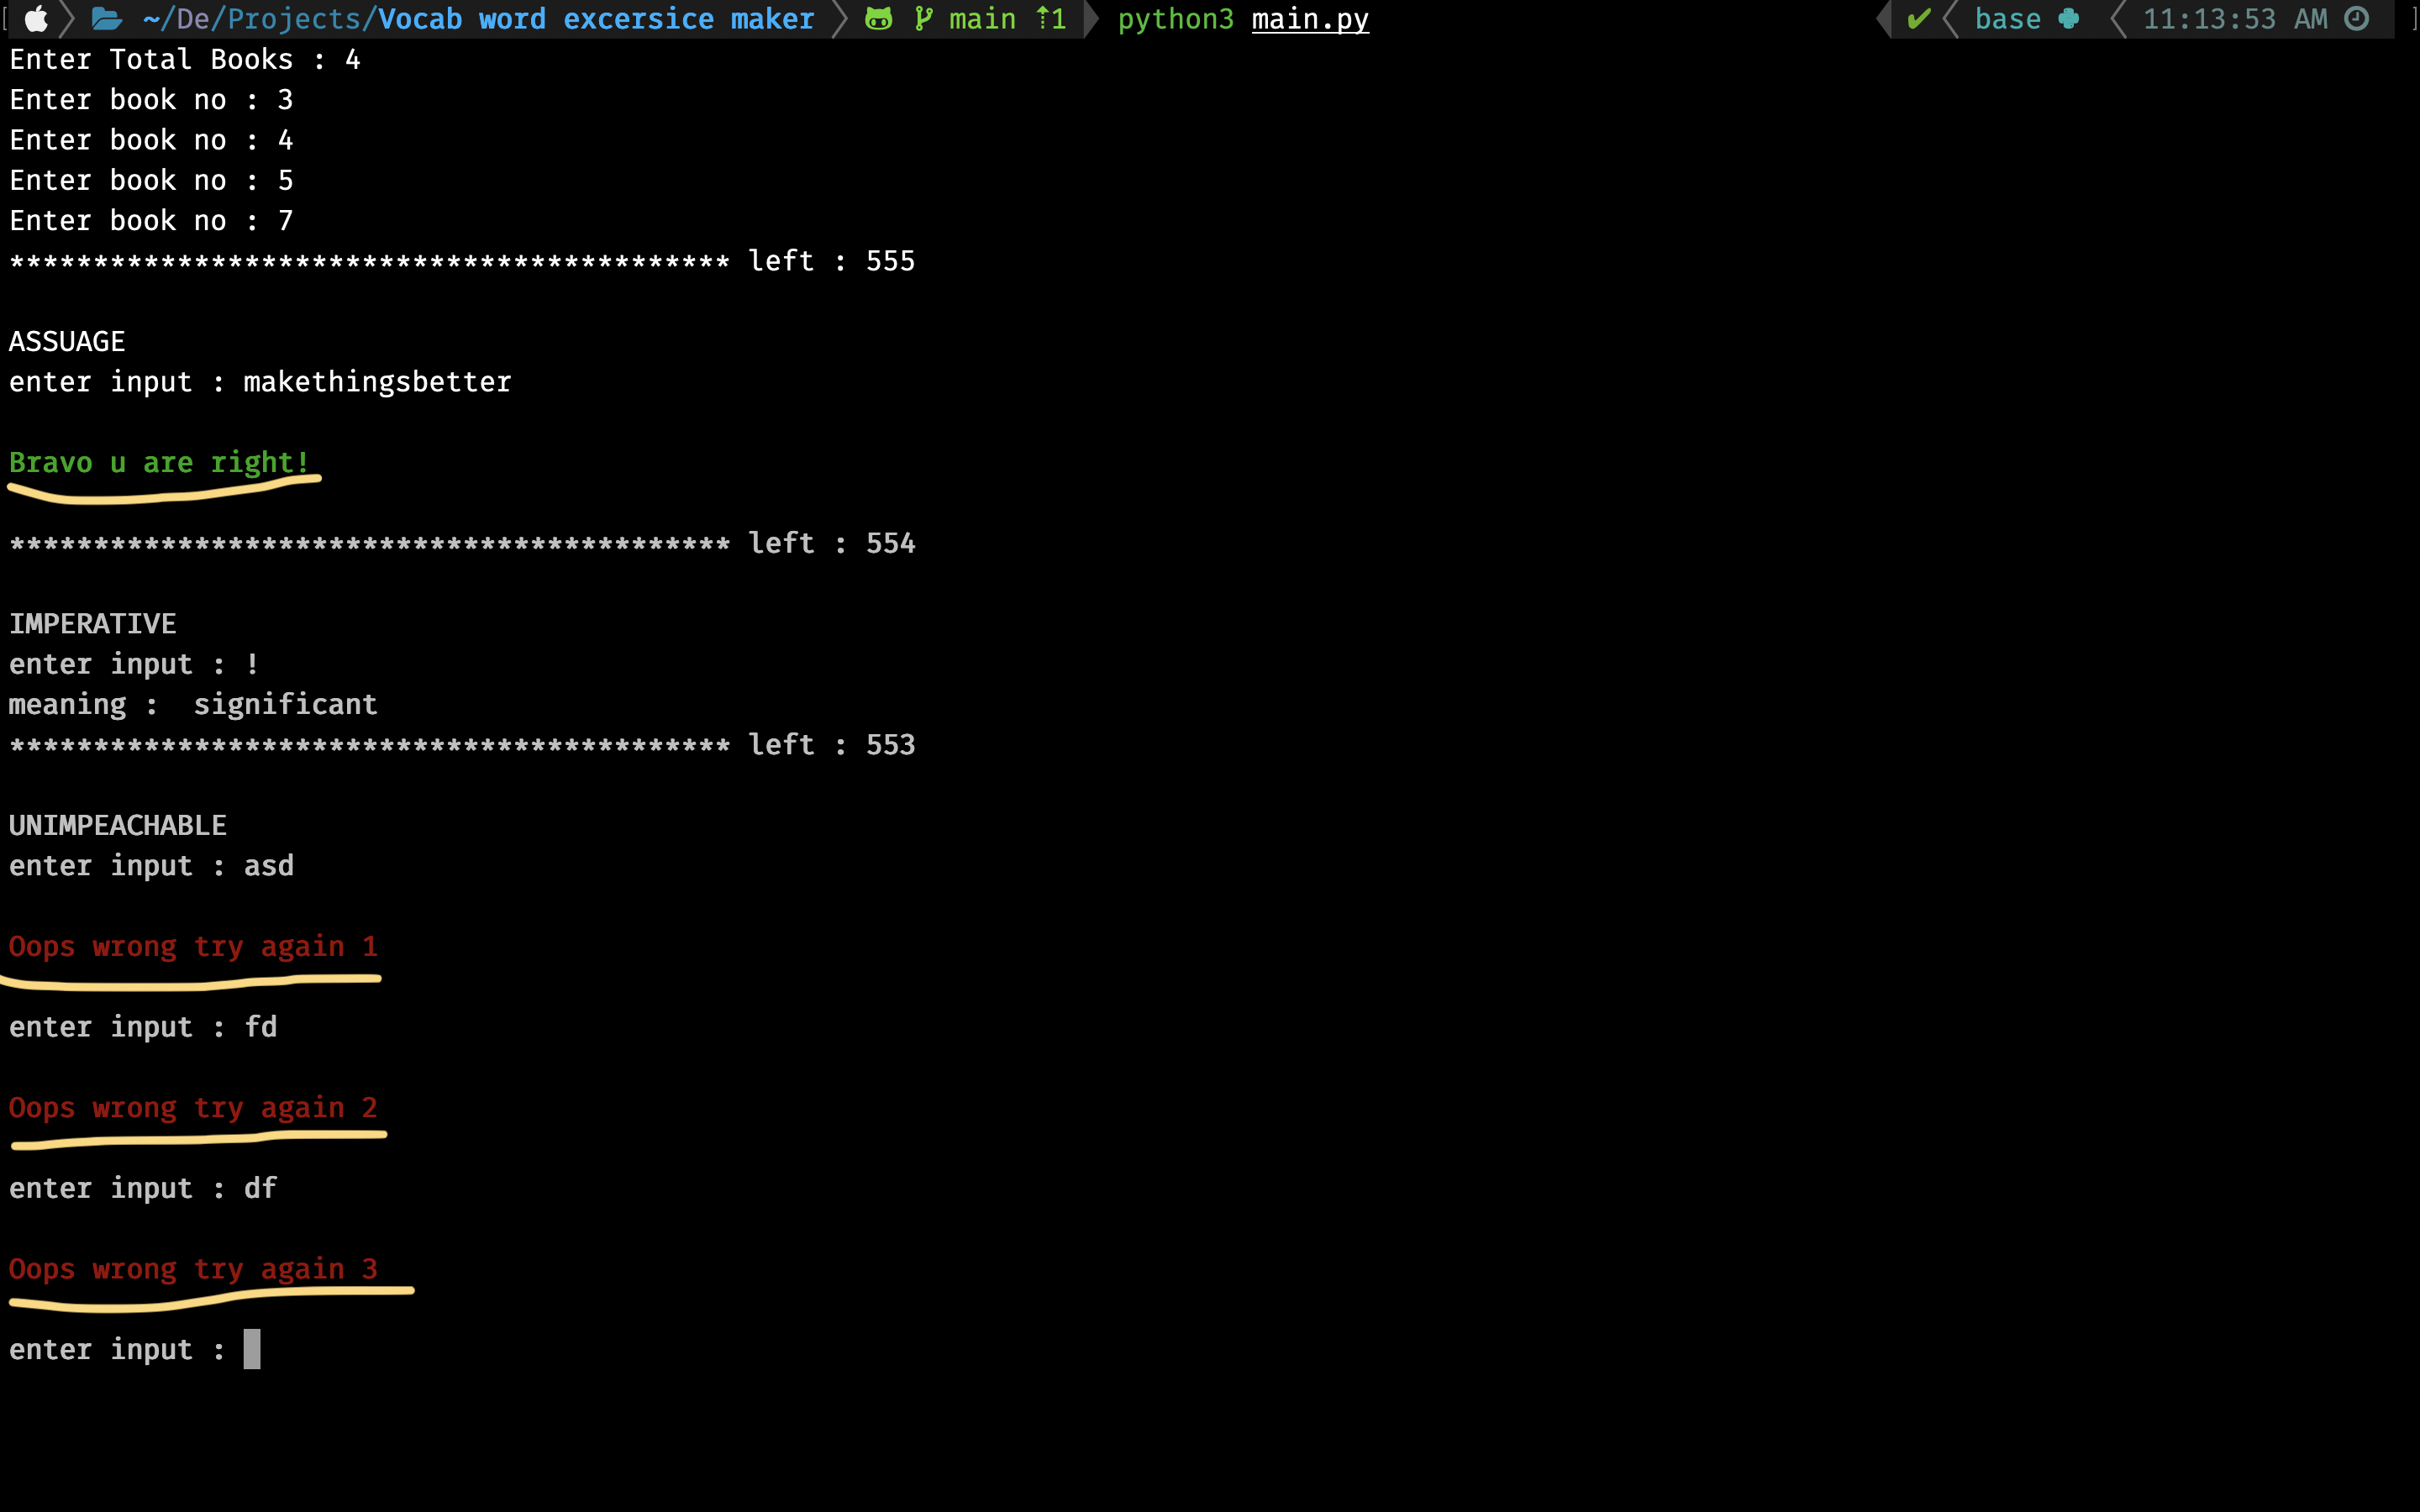 ~/De/Projects/Vocab word excersice maker main ⇡1 python3 main.py ✔ base 11:13:53 AM
Enter Total Books : 4
Enter book no : 3
Enter book no : 4
Enter book no : 5
Enter book no : 7
******************************************* left : 555
ASSUAGE
enter input : makethingsbetter
Bravo u are right!
******************************************* left : 554
IMPERATIVE
enter input : !
meaning :  significant
******************************************* left : 553
UNIMPEACHABLE
enter input : asd
Oops wrong try again 1
enter input : fd
Oops wrong try again 2
enter input : df
Oops wrong try again 3
enter input :